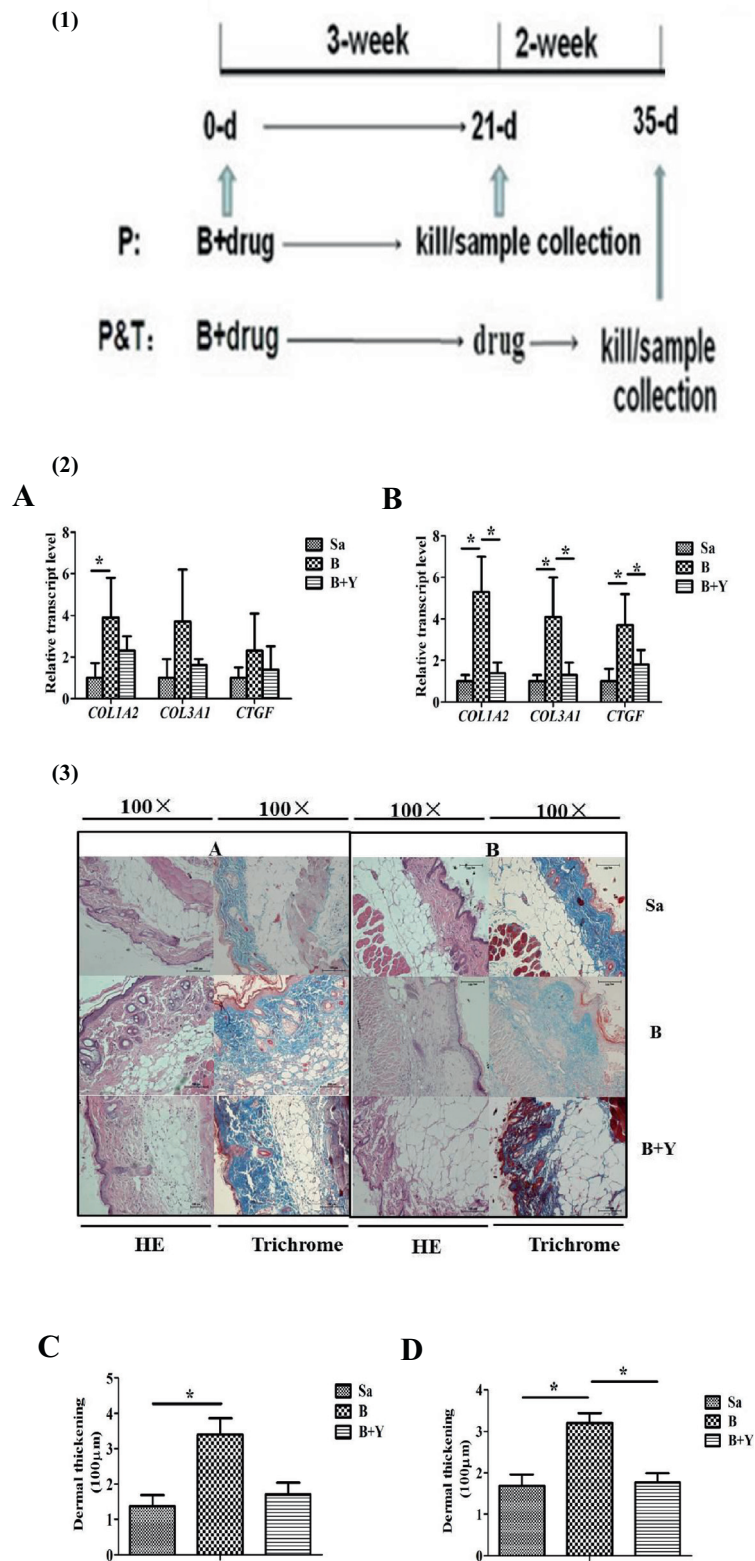 (1)
3-week 2-week
0-d 21-d 35-d
P: B+drug kill/sample collection
P&T: B+drug drug kill/sample
collection
(2)
A
Relative transcript level
8
6
4
2
0
*
COL1A2 COL3A1 CTGF
Sa
B
B+Y
B
Relative transcript level
8
6
4
2
0
* * * * * *
COL1A2 COL3A1 CTGF
Sa
B
B+Y
(3)
100× 100× 100× 100×
A B
Sa
B
B+Y
HE Trichrome HE Trichrome
C
Dermal thickening
(100μm)
5
4
3
2
1
0
*
Sa
B
B+Y
D
Dermal thickening
(100μm)
4
3
2
1
0
* *
Sa
B
B+Y